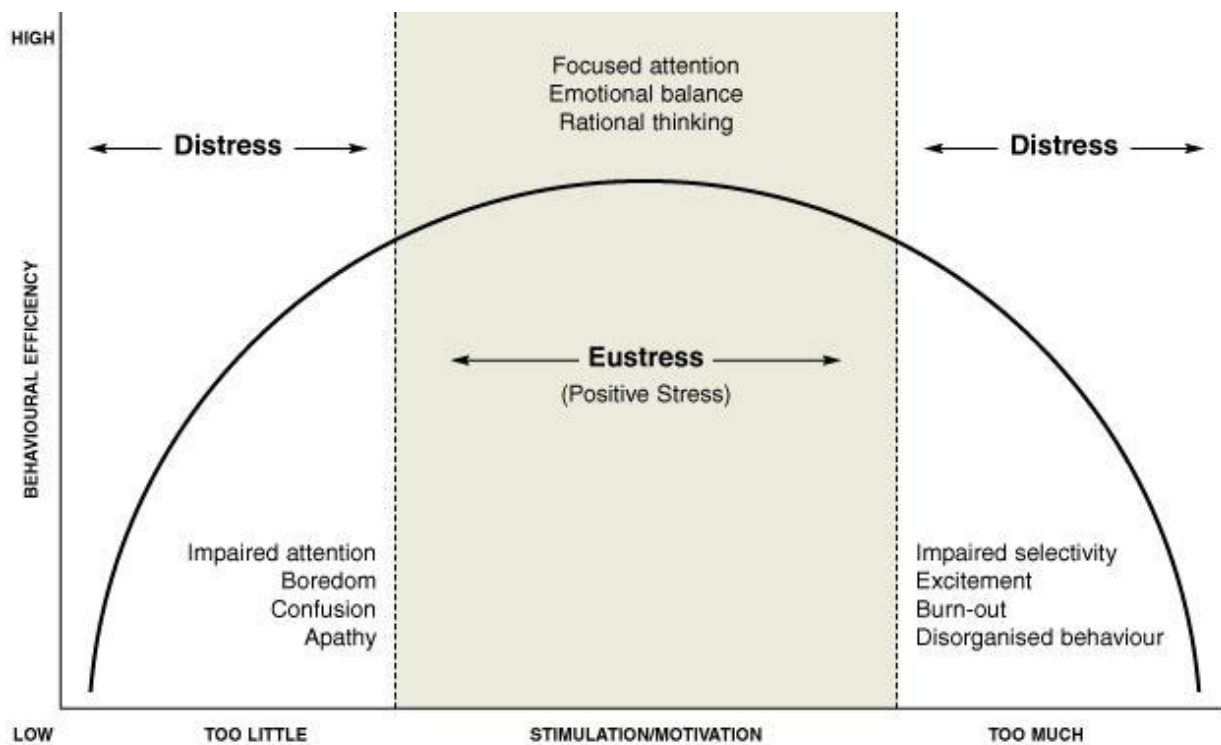 HIGH
Focused attention
Emotional balance
Rational thinking
Distress
Distress
BEHAVIOURAL EFFICIENCY
Eustress
(Positive Stress)
Impaired attention
Boredom
Confusion
Apathy
Impaired selectivity
Excitement
Burn-out
Disorganised behaviour
LOW
TOO LITTLE
STIMULATION/MOTIVATION
TOO MUCH